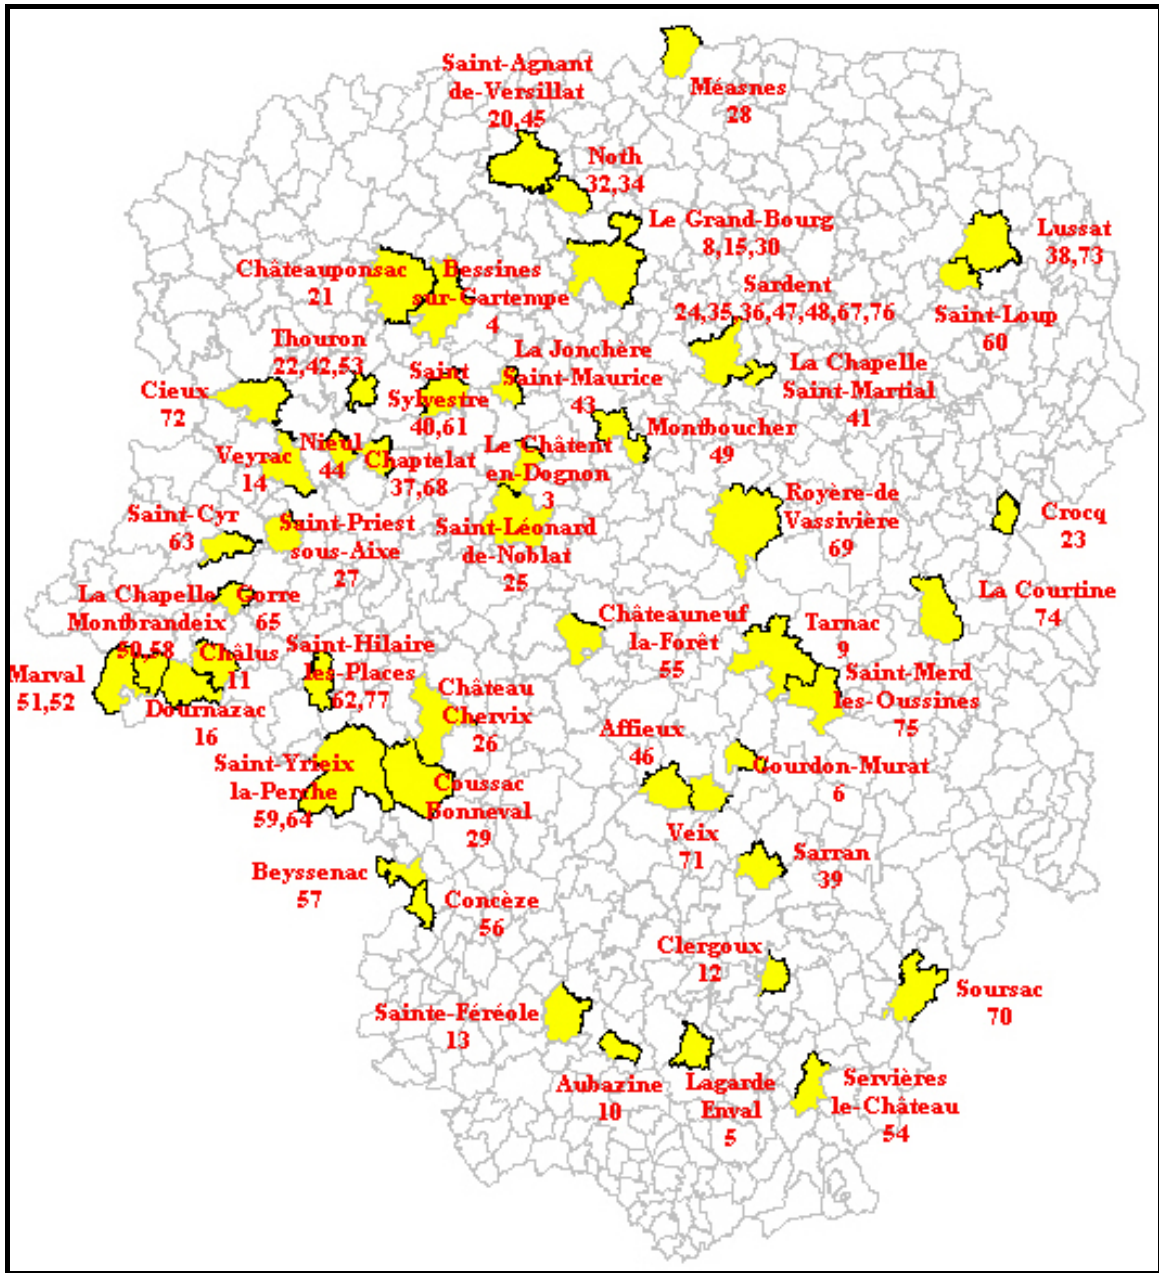 Saint-Agnant
de-Versillat
20,45
Méasnes
28
Noth
32,34
Le Grand-Bourg
8,15,30
Lussat
38,73
Châteauponsac
21
Bessines
sur-Gartempe
4
Sardent
24,35,36,47,48,67,76
Saint-Loup
60
Thouron
22,42,53
La Jonchère
Saint-Maurice
43
La Chapelle
Saint-Martial
41
Cieux
72
Saint
Sylvestre
40,61
Montboucher
49
Veyrac
14
Nieul
44
Chaptelat
37,68
Le Châtent
en-Dognon
3
Royère-de
Vassivière
69
Crocq
23
Saint-Cyr
63
Saint-Priest
sous-Aixe
27
Saint-Léonard
de-Noblat
25
La Chapelle
Montbrandeix
50,58
Gorre
65
Châteauneuf
la-Forêt
55
Tarnac
9
La Courtine
74
Marval
51,52
Châlus
11
Saint-Hilaire
les-Places
62,77
Saint-Merd
les-Oussines
75
Dournazac
16
Château
Chervix
26
Affieux
46
Gourdon-Murat
6
Saint-Yrieix
la-Perche
59,64
Coussac
Bonneval
29
Veix
71
Sarran
39
Beyssenac
57
Concèze
56
Clergoux
12
Soursac
70
Sainte-Féréole
13
Aubazine
10
Lagarde
Enval
5
Servières
le-Château
54